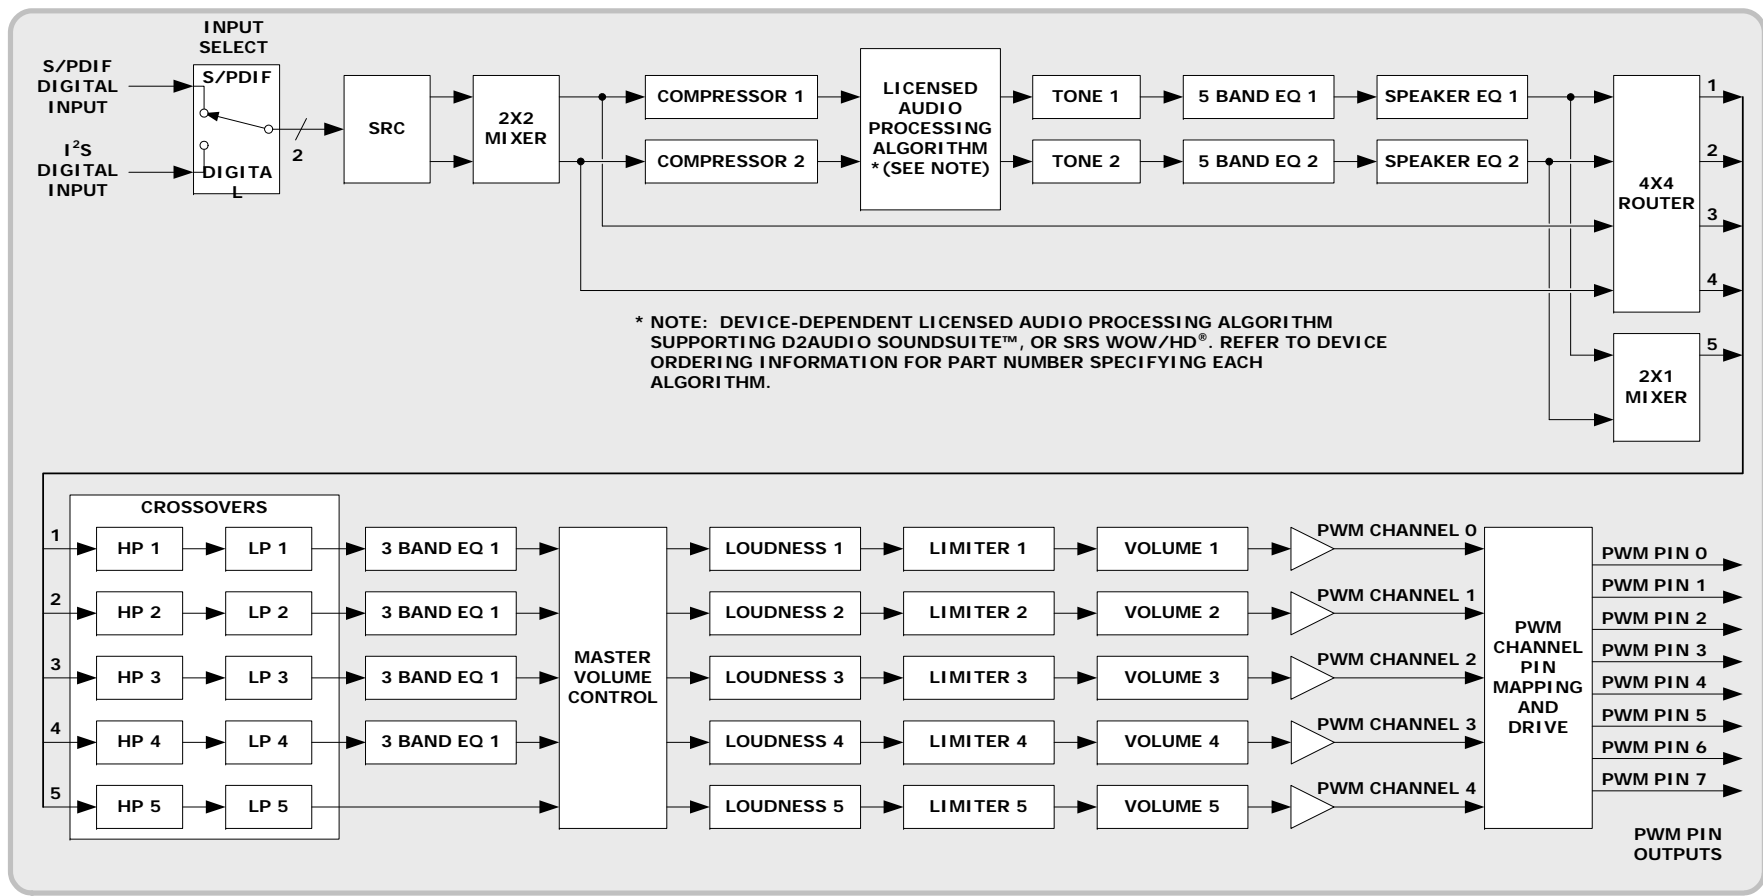 INPUT
SELECT
S/PDIF
DIGITAL
INPUT
I²S
DIGITAL
INPUT
S/PDIF
DIGITA
L
2
SRC
2X2
MIXER
COMPRESSOR 1
COMPRESSOR 2
LICENSED
AUDIO
PROCESSING
ALGORITHM
*(SEE NOTE)
TONE 1
TONE 2
5 BAND EQ 1
5 BAND EQ 2
SPEAKER EQ 1
SPEAKER EQ 2
4X4
ROUTER
1
2
3
4
2X1
MIXER
5
* NOTE: DEVICE-DEPENDENT LICENSED AUDIO PROCESSING ALGORITHM
SUPPORTING D2AUDIO SOUNDSUITE™, OR SRS WOW/HD®. REFER TO DEVICE
ORDERING INFORMATION FOR PART NUMBER SPECIFYING EACH
ALGORITHM.
CROSSOVERS
1
HP 1
LP 1
3 BAND EQ 1
2
HP 2
LP 2
3 BAND EQ 1
3
HP 3
LP 3
3 BAND EQ 1
4
HP 4
LP 4
3 BAND EQ 1
5
HP 5
LP 5
MASTER
VOLUME
CONTROL
LOUDNESS 1
LIMITER 1
VOLUME 1
PWM CHANNEL 0
LOUDNESS 2
LIMITER 2
VOLUME 2
PWM CHANNEL 1
LOUDNESS 3
LIMITER 3
VOLUME 3
PWM CHANNEL 2
LOUDNESS 4
LIMITER 4
VOLUME 4
PWM CHANNEL 3
LOUDNESS 5
LIMITER 5
VOLUME 5
PWM CHANNEL 4
PWM
CHANNEL
PIN
MAPPING
AND
DRIVE
PWM PIN 0
PWM PIN 1
PWM PIN 2
PWM PIN 3
PWM PIN 4
PWM PIN 5
PWM PIN 6
PWM PIN 7
PWM PIN
OUTPUTS